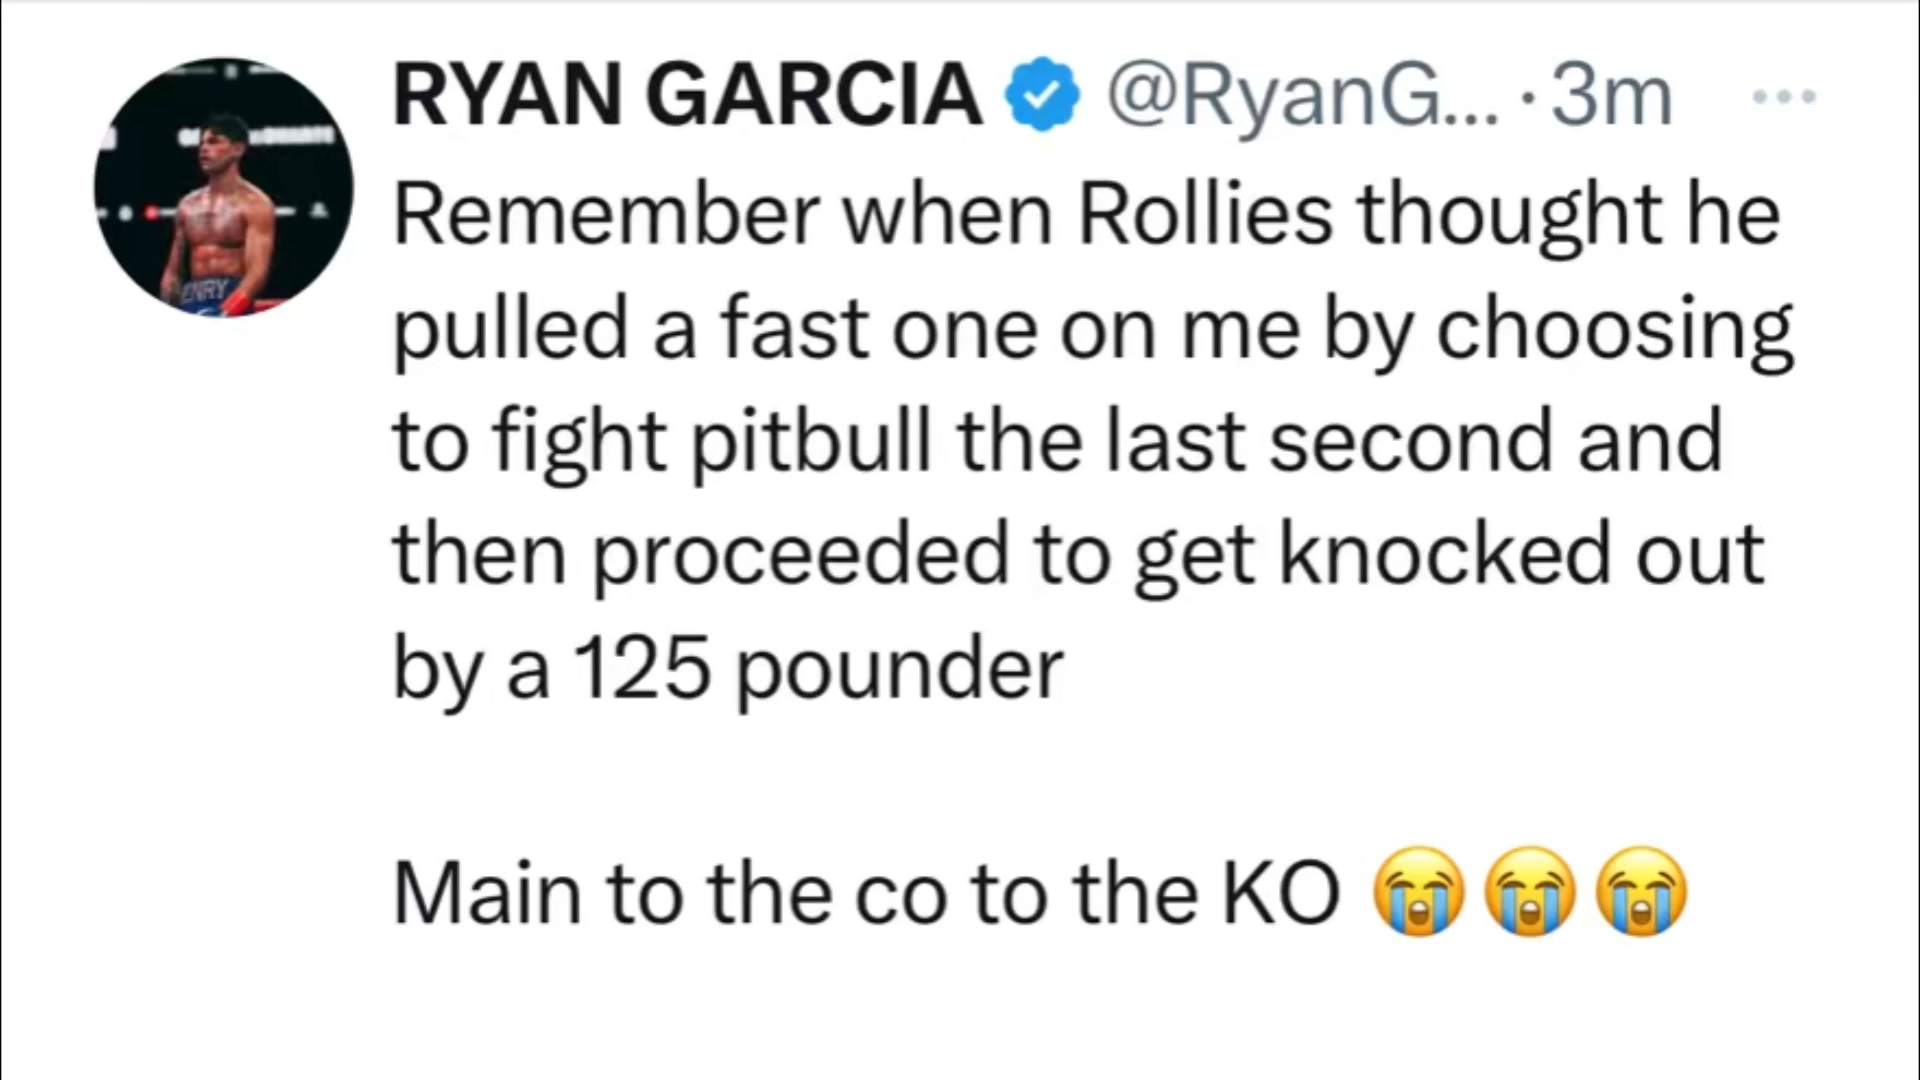 RYAN GARCIA @RyanG... · 3m ...
Remember when Rollies thought he
pulled a fast one on me by choosing
to fight pitbull the last second and
then proceeded to get knocked out
by a 125 pounder
Main to the co to the KO 😭😭😭
ENRY